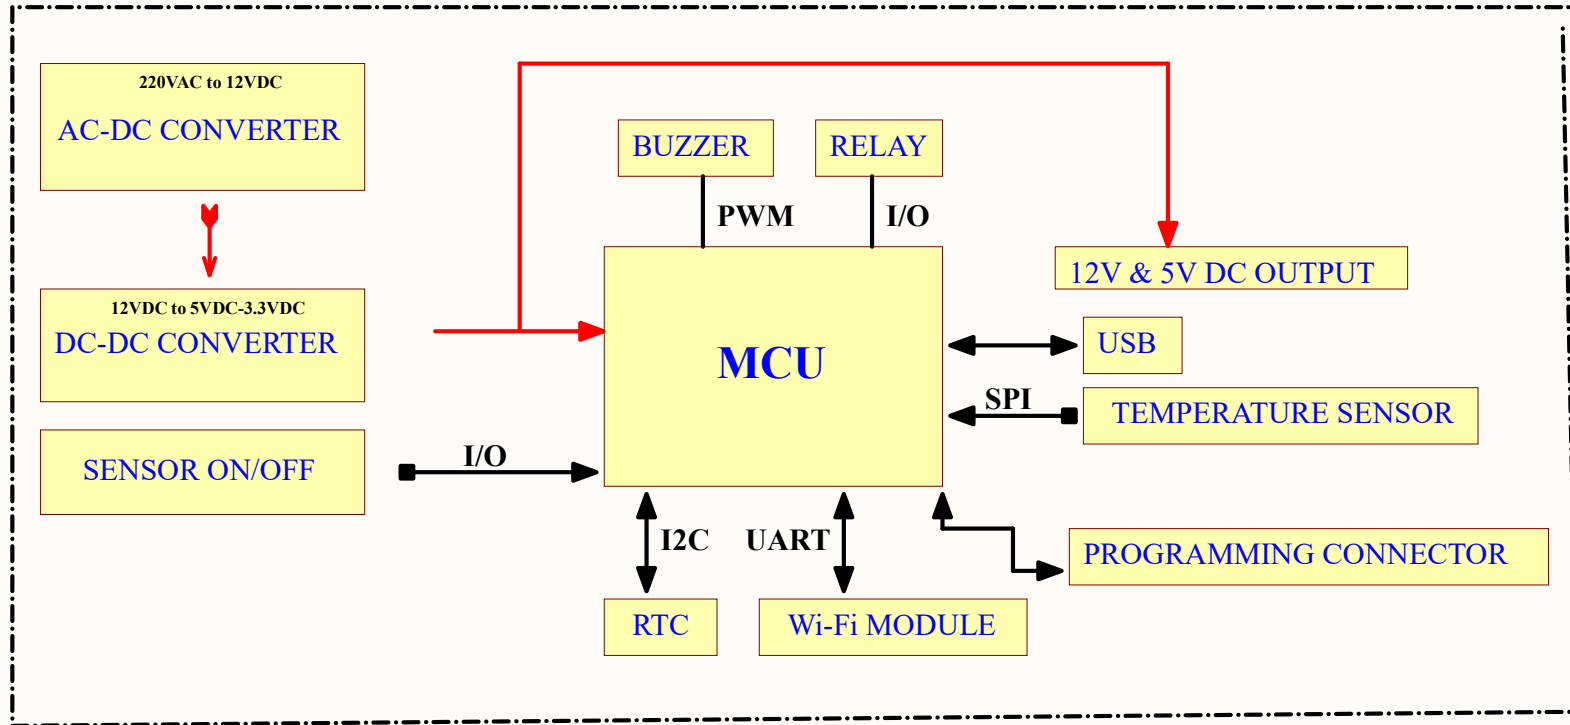 220VAC to 12VDC
AC-DC CONVERTER
BUZZER
RELAY
PWM
I/O
12V & 5V DC OUTPUT
12VDC to 5VDC-3.3VDC
DC-DC CONVERTER
MCU
USB
SPI
TEMPERATURE SENSOR
SENSOR ON/OFF
I/O
I2C
UART
PROGRAMMING CONNECTOR
RTC
Wi-Fi MODULE